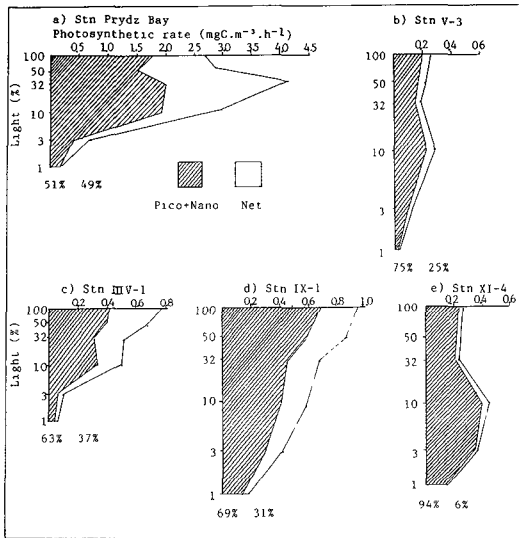 a) Stn Prydz Bay
Photosynthetic rate (mgC.m⁻³.h⁻¹)
0,5 1,0 1,5 2,0 2,5 3,0 3,5 4,0 4,5
Light (%)
100
50
32
10
3
1
51% 49%
Pico+Nano Net
b) Stn V-3
0,2 0,4 0,6
100
50
32
10
3
1
75% 25%
c) Stn IIIV-1
0,2 0,4 0,6 0,8
Light (%)
100
50
32
10
3
1
63% 37%
d) Stn IX-1
0,2 0,4 0,6 0,8 1,0
100
50
32
10
3
1
69% 31%
e) Stn XI-4
0,2 0,4 0,6
100
50
32
10
3
1
94% 6%